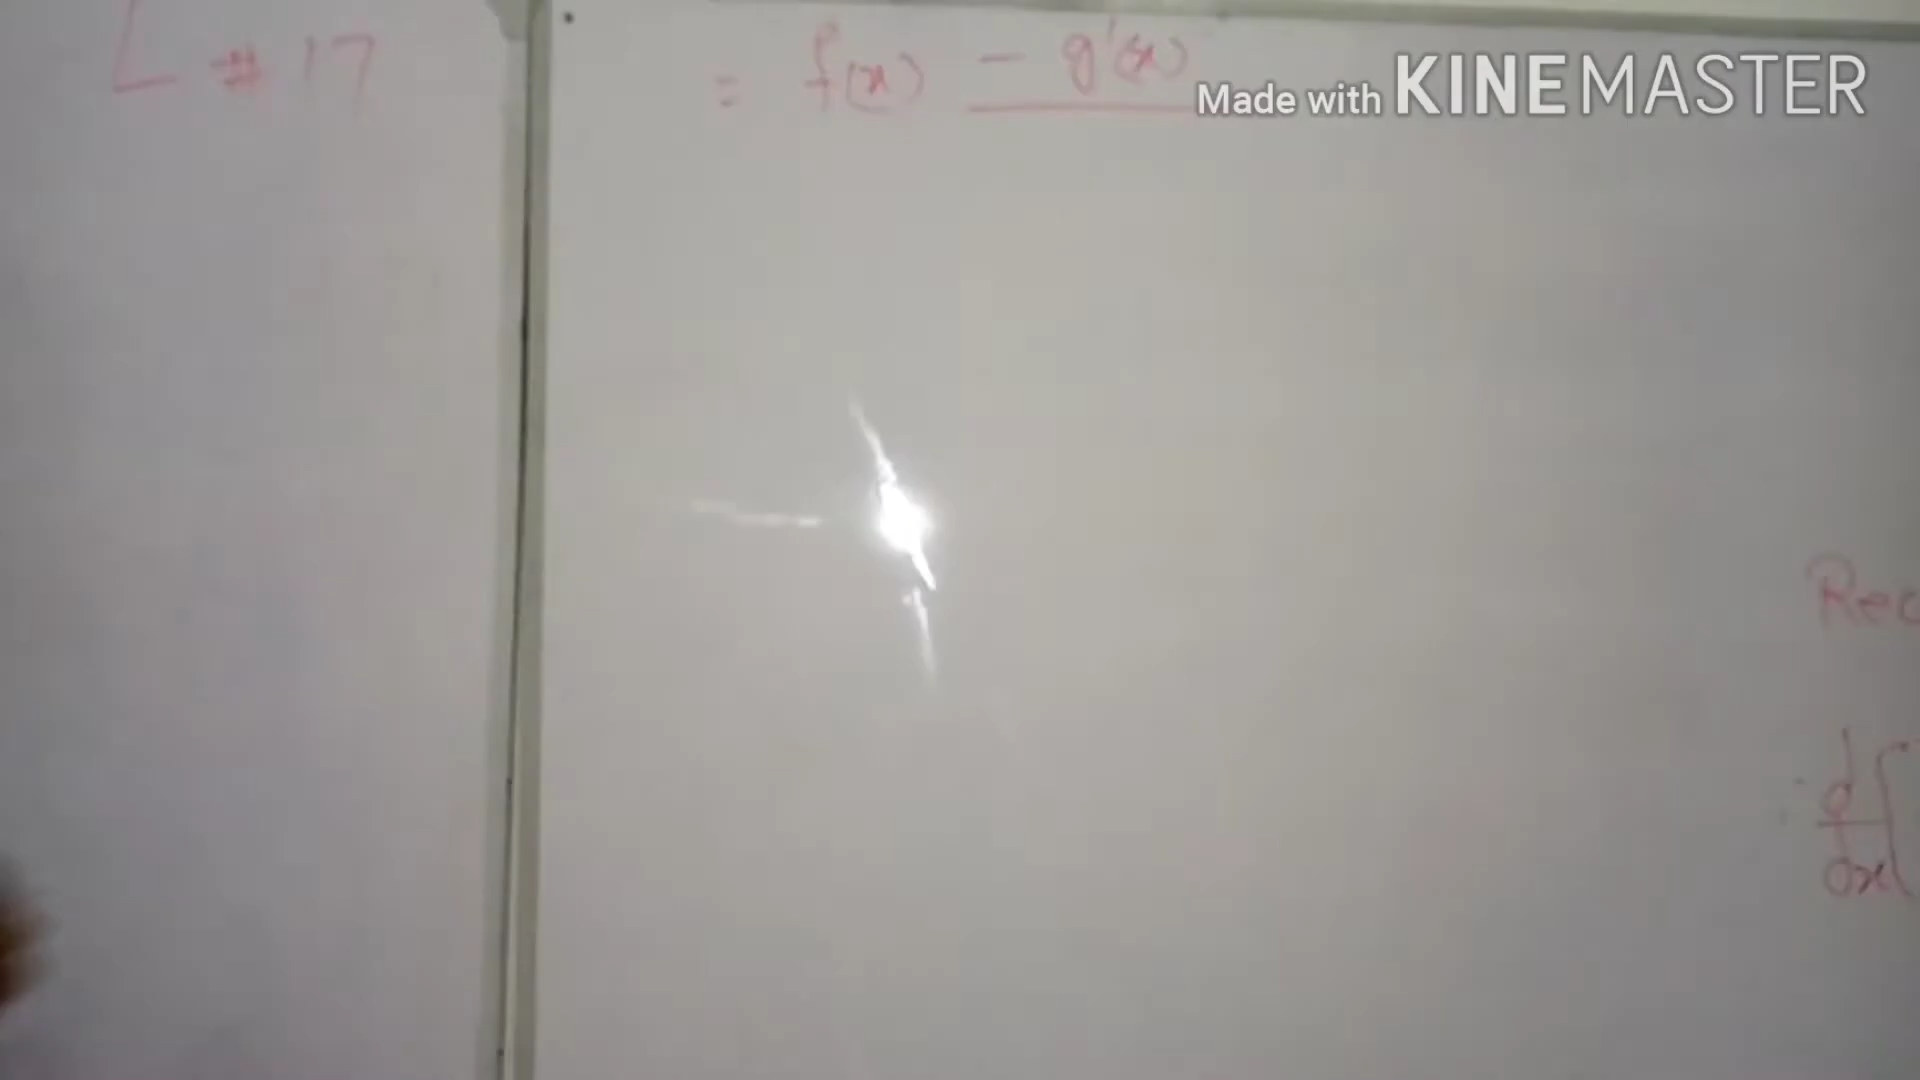 L # 17
= f(x) - g'(x)
Made with KINEMASTER
Rec
d/dx